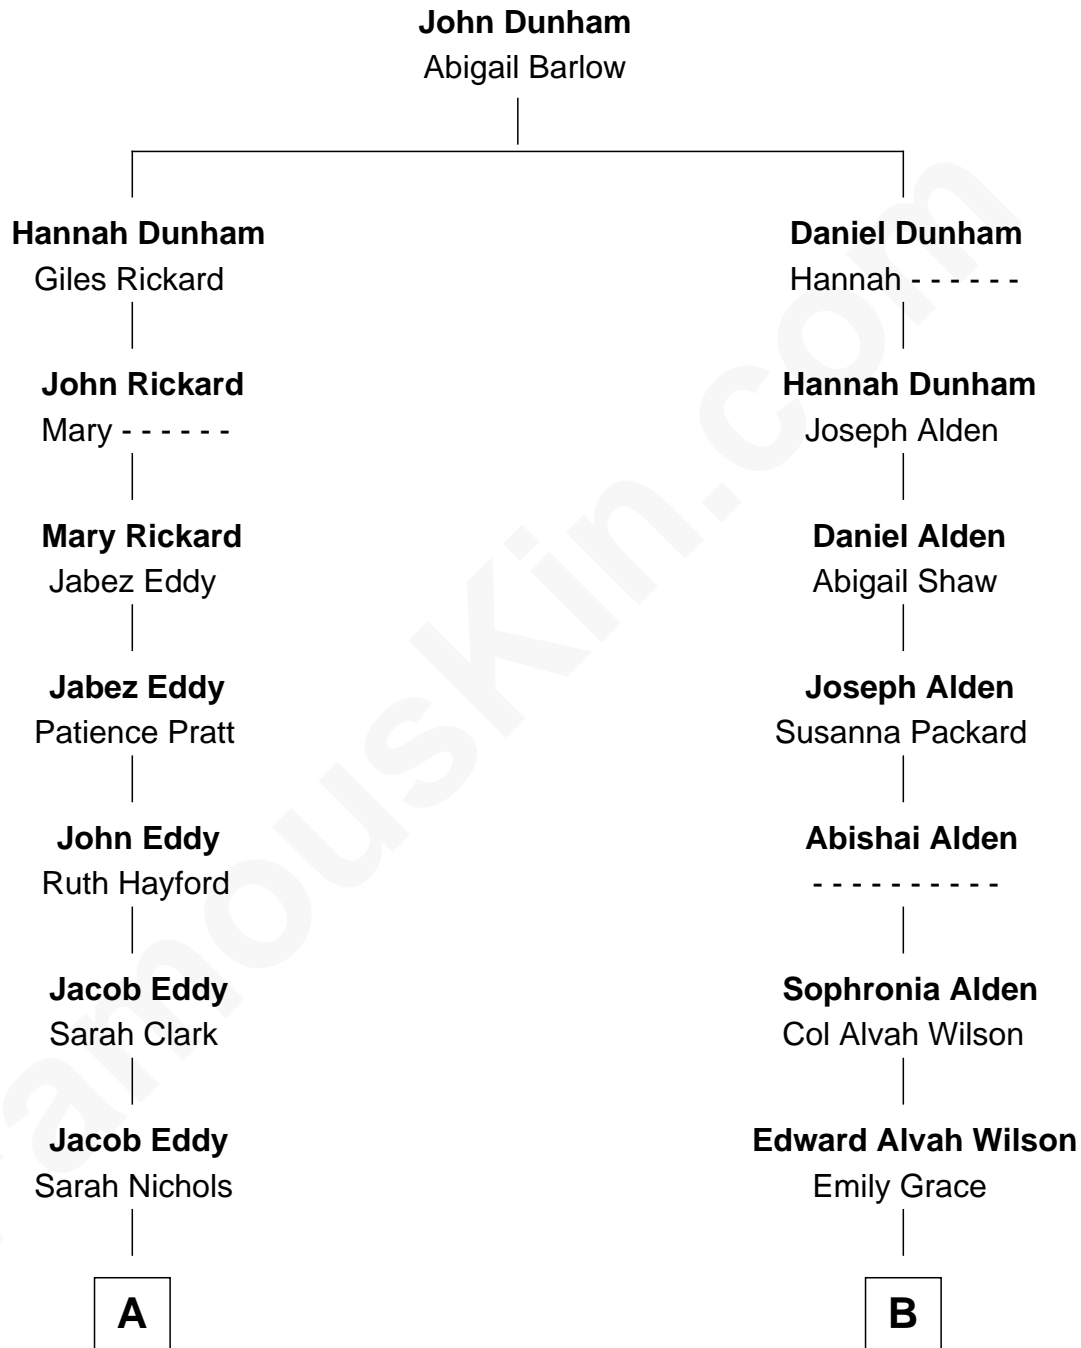 John Dunham
Abigail Barlow
Hannah Dunham
Giles Rickard
Daniel Dunham
Hannah - - - - - -
John Rickard
Mary - - - - - -
Hannah Dunham
Joseph Alden
Mary Rickard
Jabez Eddy
Daniel Alden
Abigail Shaw
Jabez Eddy
Patience Pratt
Joseph Alden
Susanna Packard
John Eddy
Ruth Hayford
Abishai Alden
- - - - - - - - - -
Jacob Eddy
Sarah Clark
Sophronia Alden
Col Alvah Wilson
Jacob Eddy
Sarah Nichols
Edward Alvah Wilson
Emily Grace
A
B
FamousKin.com